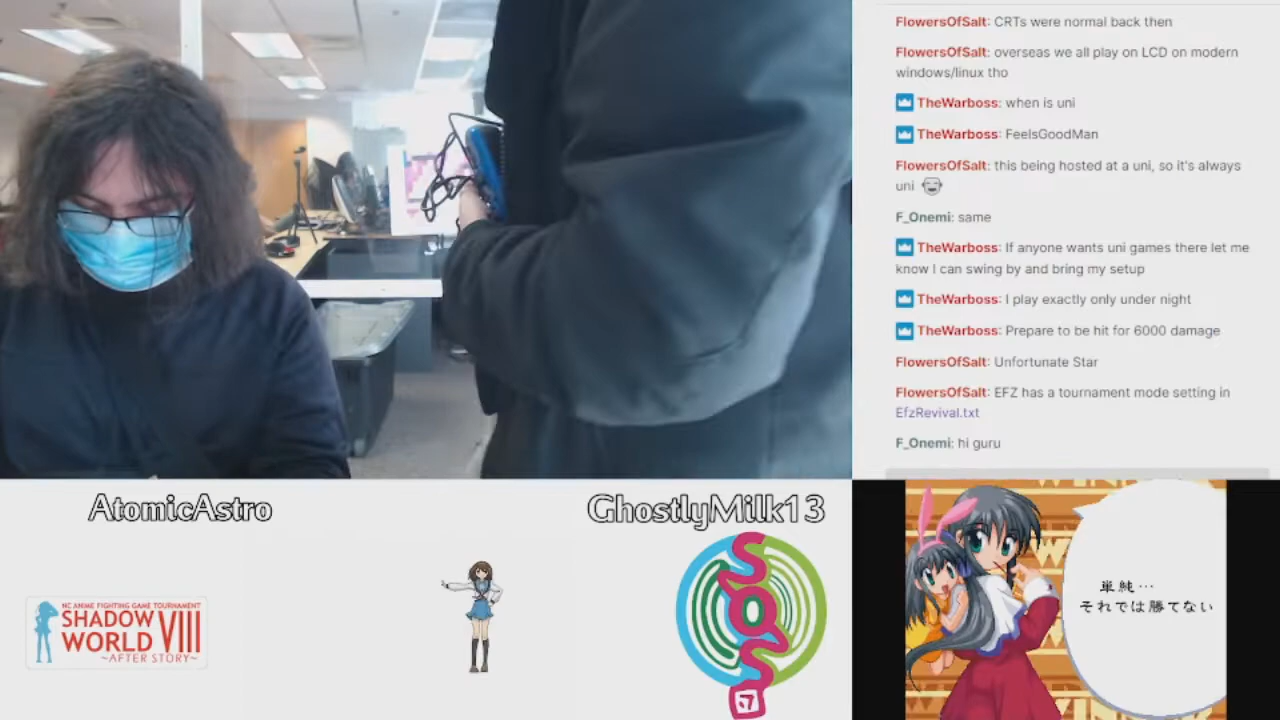 FlowersOfSalt: CRTs were normal back then
FlowersOfSalt: overseas we all play on LCD on modern
windows/linux tho
TheWarboss: when is uni
TheWarboss: FeelsGoodMan
FlowersOfSalt: this being hosted at a uni, so it's always
uni
F_Onemi: same
TheWarboss: If anyone wants uni games there let me
know I can swing by and bring my setup
TheWarboss: I play exactly only under night
TheWarboss: Prepare to be hit for 6000 damage
FlowersOfSalt: Unfortunate Star
FlowersOfSalt: EFZ has a tournament mode setting in
EfzRevival.txt
F_Onemi: hi guru
AtomicAstro
GhostlyMilk13
NC ANIME FIGHTING GAME TOURNAMENT
SHADOW
WORLD VIII
~AFTER STORY~
SOS
単純…
それでは勝てない